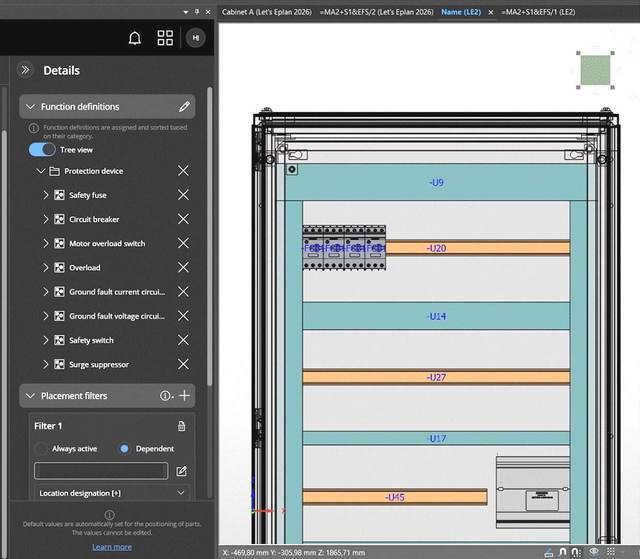 Cabinet A (Let's Eplan 2026)
=MA2+S1&EFS/2 (Let's Eplan 2026)
Name (LE2)
=MA2+S1&EFS/1 (LE2)
HJ
Details
Function definitions
Function definitions are assigned and sorted based
on their category.
Tree view
Protection device
Safety fuse
Circuit breaker
Motor overload switch
Overload
Ground fault current circui...
Ground fault voltage circui...
Safety switch
Surge suppressor
Placement filters
Filter 1
Always active
Dependent
Location designation [+]
Default values are automatically set for the positioning of parts.
The values cannot be edited.
Learn more
-U9
-U20
-U14
-U27
-U17
-U45
X: -469,80 mm Y: -305,98 mm Z: 1865,71 mm